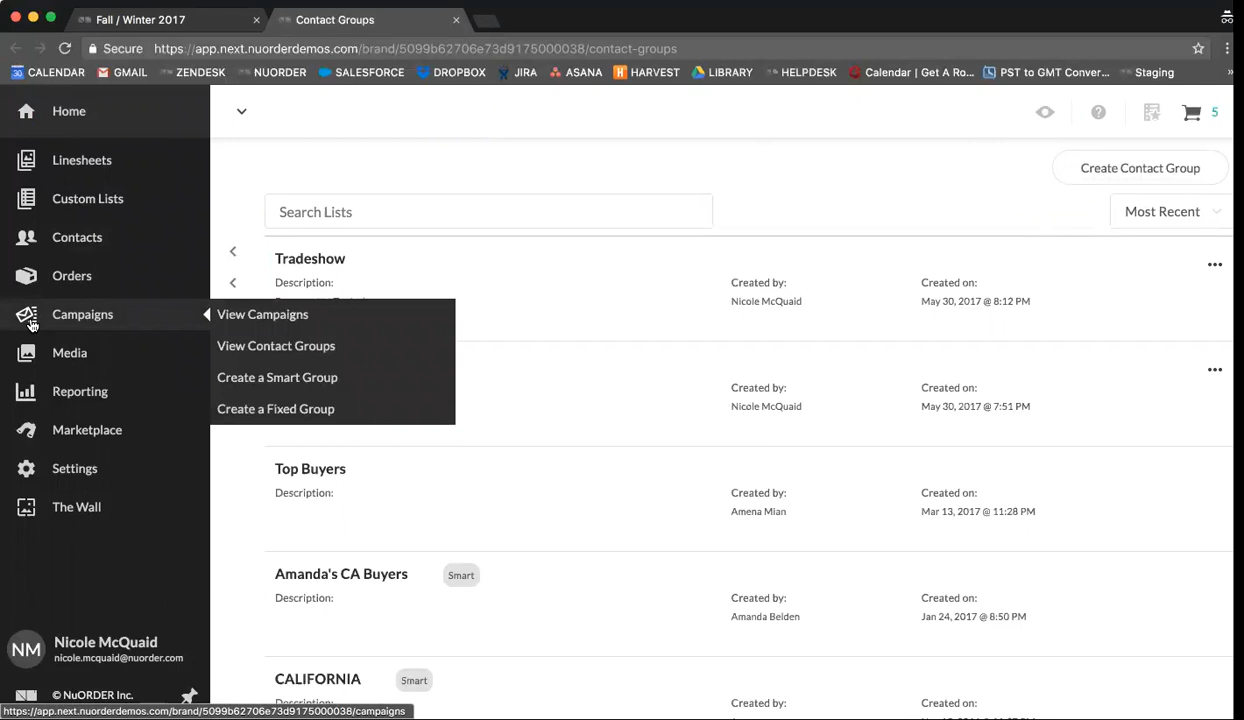 Fall / Winter 2017
Contact Groups
Secure https://app.next.nuorderdemos.com/brand/5099b62706e73d9175000038/contact-groups
CALENDAR GMAIL ZENDESK NUORDER SALESFORCE DROPBOX JIRA ASANA HARVEST LIBRARY HELPDESK Calendar | Get A Ro... PST to GMT Conver... Staging
Home
5
Linesheets
Custom Lists
Contacts
Orders
Campaigns
Media
Reporting
Marketplace
Settings
The Wall
View Campaigns
View Contact Groups
Create a Smart Group
Create a Fixed Group
Create Contact Group
Search Lists
Most Recent
Tradeshow
Description:
Created by:
Nicole McQuaid
Created on:
May 30, 2017 @ 8:12 PM
Created by:
Nicole McQuaid
Created on:
May 30, 2017 @ 7:51 PM
Top Buyers
Description:
Created by:
Amena Mian
Created on:
Mar 13, 2017 @ 11:28 PM
Amanda's CA Buyers Smart
Description:
Created by:
Amanda Belden
Created on:
Jan 24, 2017 @ 8:50 PM
CALIFORNIA Smart
Description:
Created by:
Created on:
NM
Nicole McQuaid
nicole.mcquaid@nuorder.com
© NuORDER Inc.
https://app.next.nuorderdemos.com/brand/5099b62706e73d9175000038/campaigns